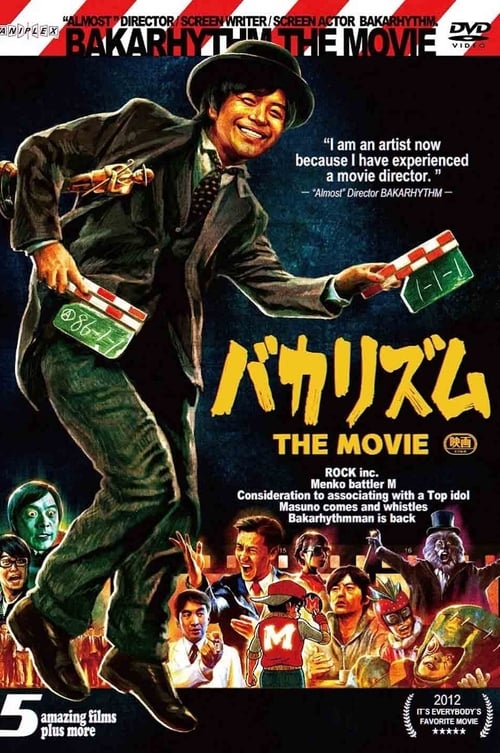 ANIPLEX
"ALMOST" DIRECTOR / SCREEN WRITER / SCREEN ACTOR BAKARHYTHM.
BAKARHYTHM THE MOVIE
DVD
VIDEO
"I am an artist now
because I have experienced
a movie director. "
— "Almost" Director BAKARHYTHM —
バカリズム
THE MOVIE
映画
ROCK inc.
Menko battler M
Consideration to associating with a Top idol
Masuno comes and whistles
Bakarhythmman is back
M
5 amazing films
plus more
2012
IT'S EVERYBODY'S
FAVORITE MOVIE